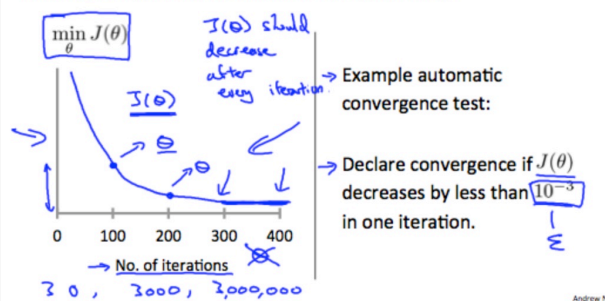 min J(θ)
θ
J(θ) should
decrease
after
every iteration.
J(θ)
θ
θ
0 100 200 300 400
→ No. of iterations
30, 3000, 3,000,000
→ Example automatic
convergence test:
→ Declare convergence if J(θ)
decreases by less than 10⁻³
in one iteration.
ε
Andrew N